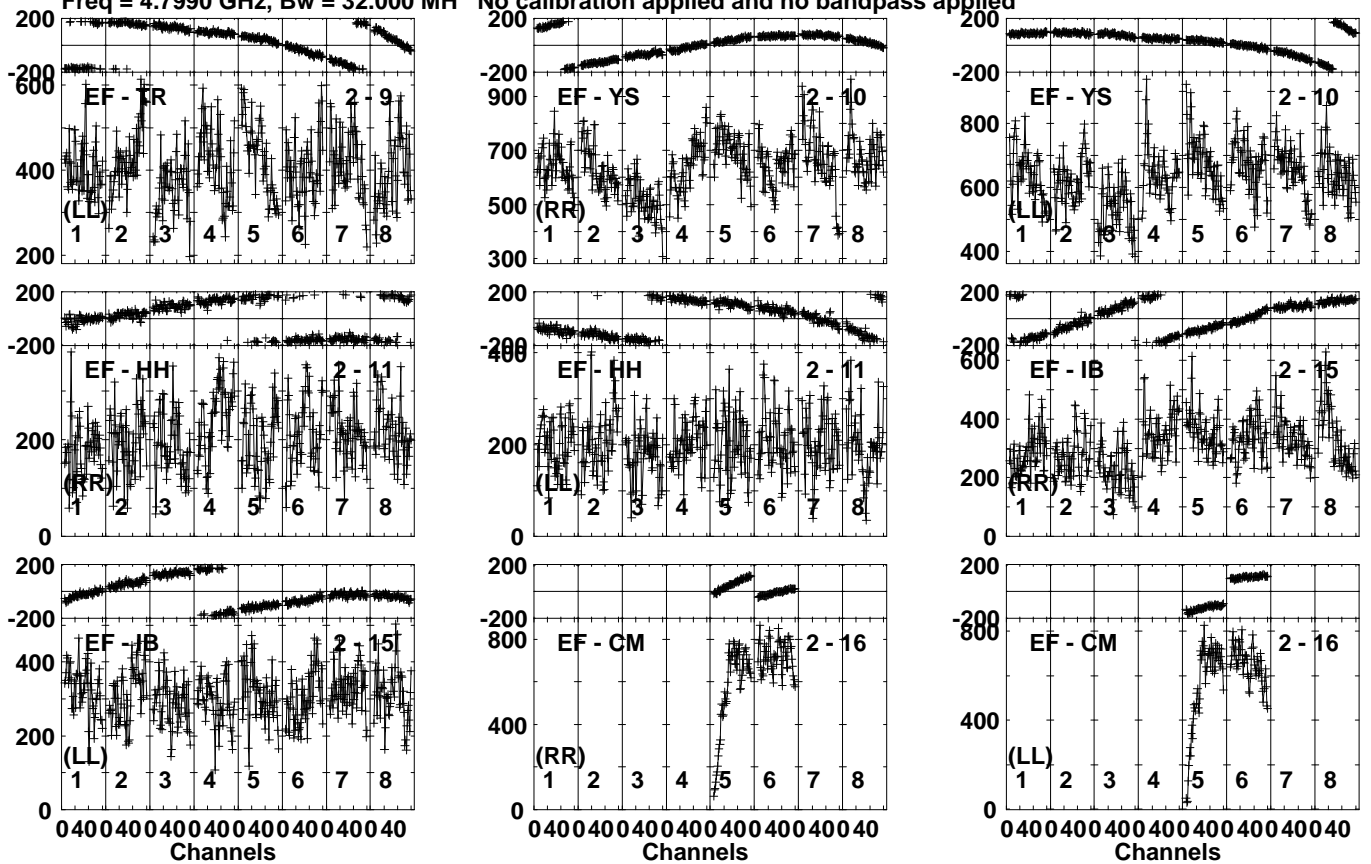 Freq = 4.7990 GHz, Bw = 32.000 MH No calibration applied and no bandpass applied
200 200 200
-200 -200 -200
600 EF - TR 2 - 9
900 EF - YS 2 - 10
EF - YS 2 - 10
800
400 700 600
500
(LL) (RR) (LL)
1 2 3 4 5 6 7 8
1 2 3 4 5 6 7 8
1 2 3 4 5 6 7 8
200 300 400
200 200 200
-200 -200 -200
EF - HH 2 - 11
400 EF - HH 2 - 11
600 EF - IB 2 - 15
400
200 200 200
(RR) (LL) (RR)
1 2 3 4 5 6 7 8
1 2 3 4 5 6 7 8
1 2 3 4 5 6 7 8
0 0 0
200 200 200
-200 -200 -200
EF - IB 2 - 15
800 EF - CM 2 - 16
800 EF - CM 2 - 16
400 400 400
200
(LL) (RR) (LL)
1 2 3 4 5 6 7 8
1 2 3 4 5 6 7 8
1 2 3 4 5 6 7 8
0 0 0
0 40 0 40 0 40 0 40 0 40 0 40 0 40 0 40
0 40 0 40 0 40 0 40 0 40 0 40 0 40 0 40
0 40 0 40 0 40 0 40 0 40 0 40 0 40 0 40
Channels Channels Channels